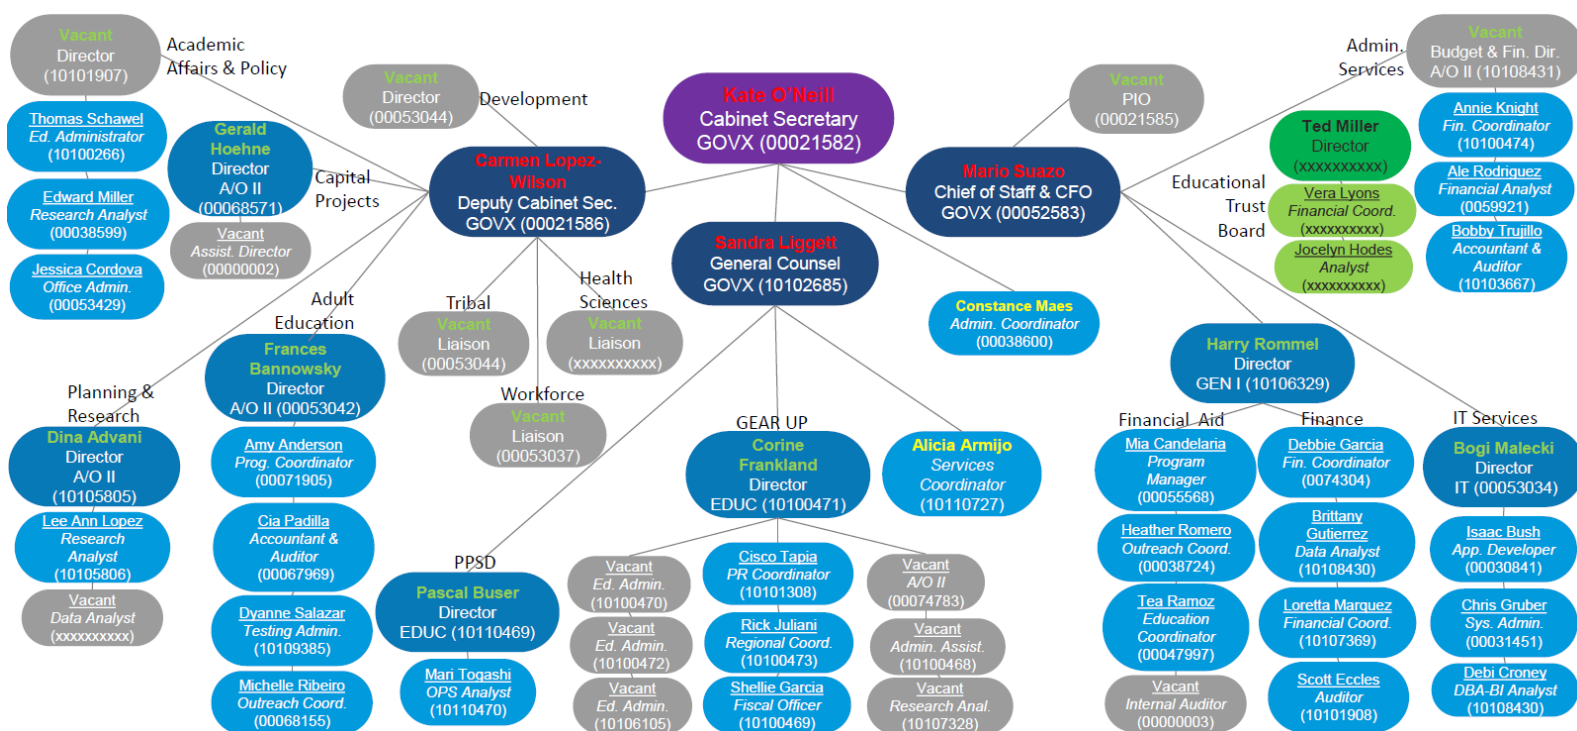 Vacant
Director
(10101907)
Academic
Affairs & Policy
Thomas Schawel
Ed. Administrator
(10100266)
Edward Miller
Research Analyst
(00038599)
Jessica Cordova
Office Admin.
(00053429)
Gerald
Hoehne
Director
A/O II
(00068571)
Capital
Projects
Vacant
Assist. Director
(00000002)
Vacant
Director
(00053044)
Development
Kate O'Neill
Cabinet Secretary
GOVX (00021582)
Carmen Lopez-
Wilson
Deputy Cabinet Sec.
GOVX (00021586)
Sandra Liggett
General Counsel
GOVX (10102685)
Mario Suazo
Chief of Staff & CFO
GOVX (00052583)
Vacant
PIO
(00021585)
Admin.
Services
Vacant
Budget & Fin. Dir.
A/O II (10108431)
Annie Knight
Fin. Coordinator
(10100474)
Ale Rodriguez
Financial Analyst
(0059921)
Bobby Trujillo
Accountant &
Auditor
(10103667)
Educational
Trust
Board
Ted Miller
Director
(xxxxxxxxxx)
Vera Lyons
Financial Coord.
(xxxxxxxxxx)
Jocelyn Hodes
Analyst
(xxxxxxxxxx)
Constance Maes
Admin. Coordinator
(00038600)
Tribal
Vacant
Liaison
(00053044)
Health
Sciences
Vacant
Liaison
(xxxxxxxxxx)
Workforce
Vacant
Liaison
(00053037)
Planning &
Research
Dina Advani
Director
A/O II
(10105805)
Lee Ann Lopez
Research
Analyst
(10105806)
Vacant
Data Analyst
(xxxxxxxxxx)
Adult
Education
Frances
Bannowsky
Director
A/O II (00053042)
Amy Anderson
Prog. Coordinator
(00071905)
Cia Padilla
Accountant &
Auditor
(00067969)
Dyanne Salazar
Testing Admin.
(10109385)
Michelle Ribeiro
Outreach Coord.
(00068155)
PPSD
Pascal Buser
Director
EDUC (10110469)
Mari Togashi
OPS Analyst
(10110470)
GEAR UP
Corine
Frankland
Director
EDUC (10100471)
Vacant
Ed. Admin.
(10100470)
Vacant
Ed. Admin.
(10100472)
Vacant
Ed. Admin.
(10106105)
Cisco Tapia
PR Coordinator
(10101308)
Rick Juliani
Regional Coord.
(10100473)
Shellie Garcia
Fiscal Officer
(10100469)
Vacant
A/O II
(00074783)
Vacant
Admin. Assist.
(10100468)
Vacant
Research Anal.
(10107328)
Alicia Armijo
Services
Coordinator
(10110727)
Harry Rommel
Director
GEN I (10106329)
Financial Aid
Mia Candelaria
Program
Manager
(00055568)
Heather Romero
Outreach Coord.
(00038724)
Tea Ramoz
Education
Coordinator
(00047997)
Vacant
Internal Auditor
(00000003)
Finance
Debbie Garcia
Fin. Coordinator
(0074304)
Brittany
Gutierrez
Data Analyst
(10108430)
Loretta Marquez
Financial Coord.
(10107369)
Scott Eccles
Auditor
(10101908)
IT Services
Bogi Malecki
Director
IT (00053034)
Isaac Bush
App. Developer
(00030841)
Chris Gruber
Sys. Admin.
(00031451)
Debi Croney
DBA-BI Analyst
(10108430)